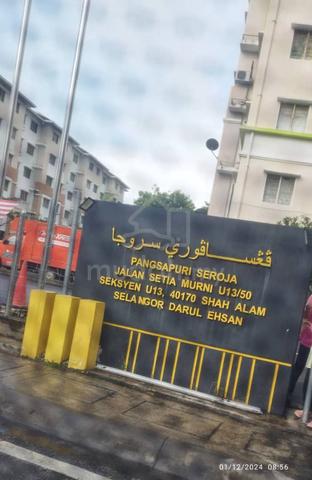 ڤڠساڤوري سروجا
PANGSAPURI SEROJA
JALAN SETIA MURNI U13/50
SEKSYEN U13, 40170 SHAH ALAM
SELANGOR DARUL EHSAN
01/12/2024 08:56